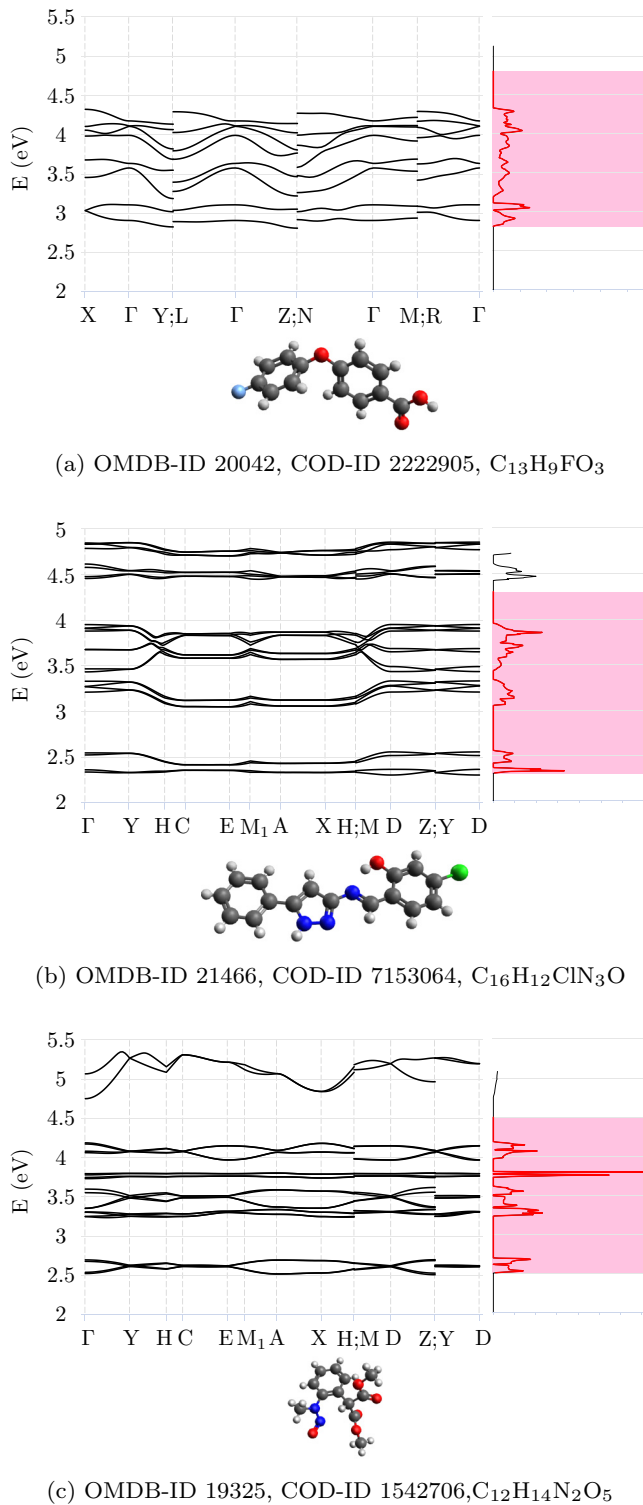 5.5
5
4.5
4
3.5
3
2.5
2
E (eV)
X Γ Y;L Γ Z;N Γ M;R Γ
(a) OMDB-ID 20042, COD-ID 2222905, C₁₃H₉FO₃
5
4.5
4
3.5
3
2.5
2
E (eV)
Γ Y H C E M₁ A X H;M D Z;Y D
(b) OMDB-ID 21466, COD-ID 7153064, C₁₆H₁₂ClN₃O
5.5
5
4.5
4
3.5
3
2.5
2
E (eV)
Γ Y H C E M₁ A X H;M D Z;Y D
(c) OMDB-ID 19325, COD-ID 1542706,C₁₂H₁₄N₂O₅